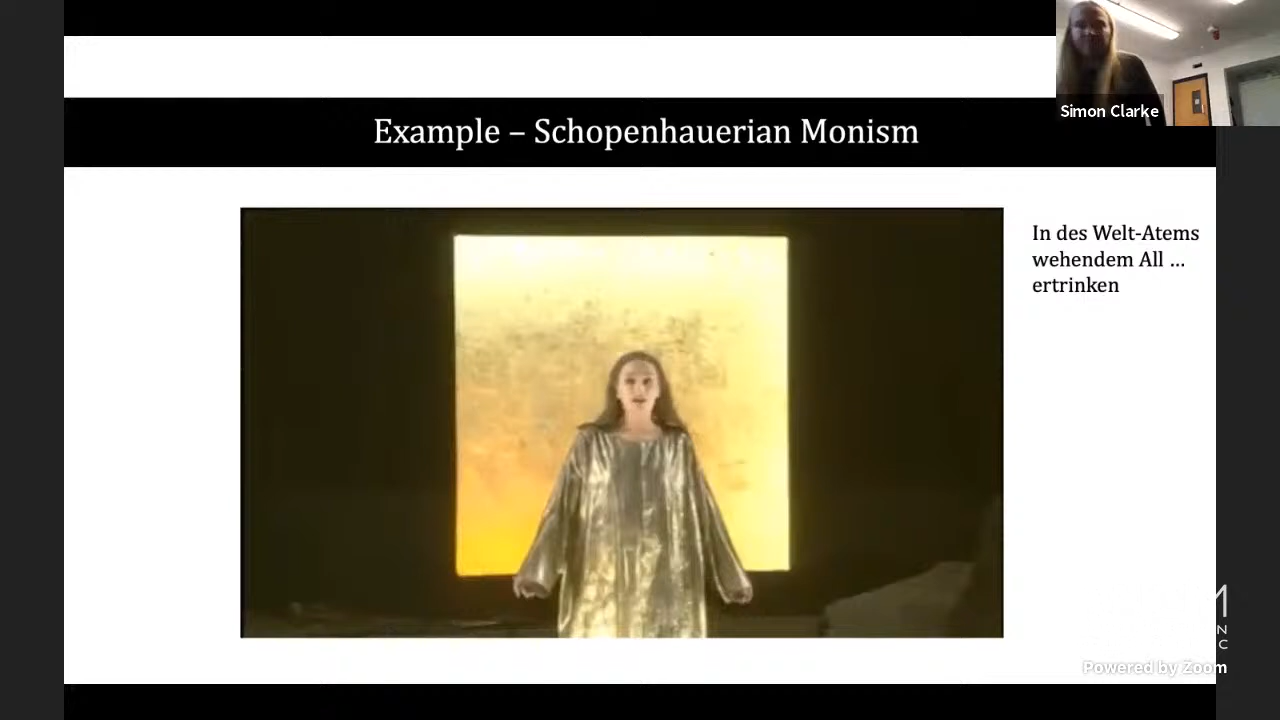 Simon Clarke
Example – Schopenhauerian Monism
In des Welt-Atems
wehendem All ...
ertrinken
M
N
C
Powered by Zoom